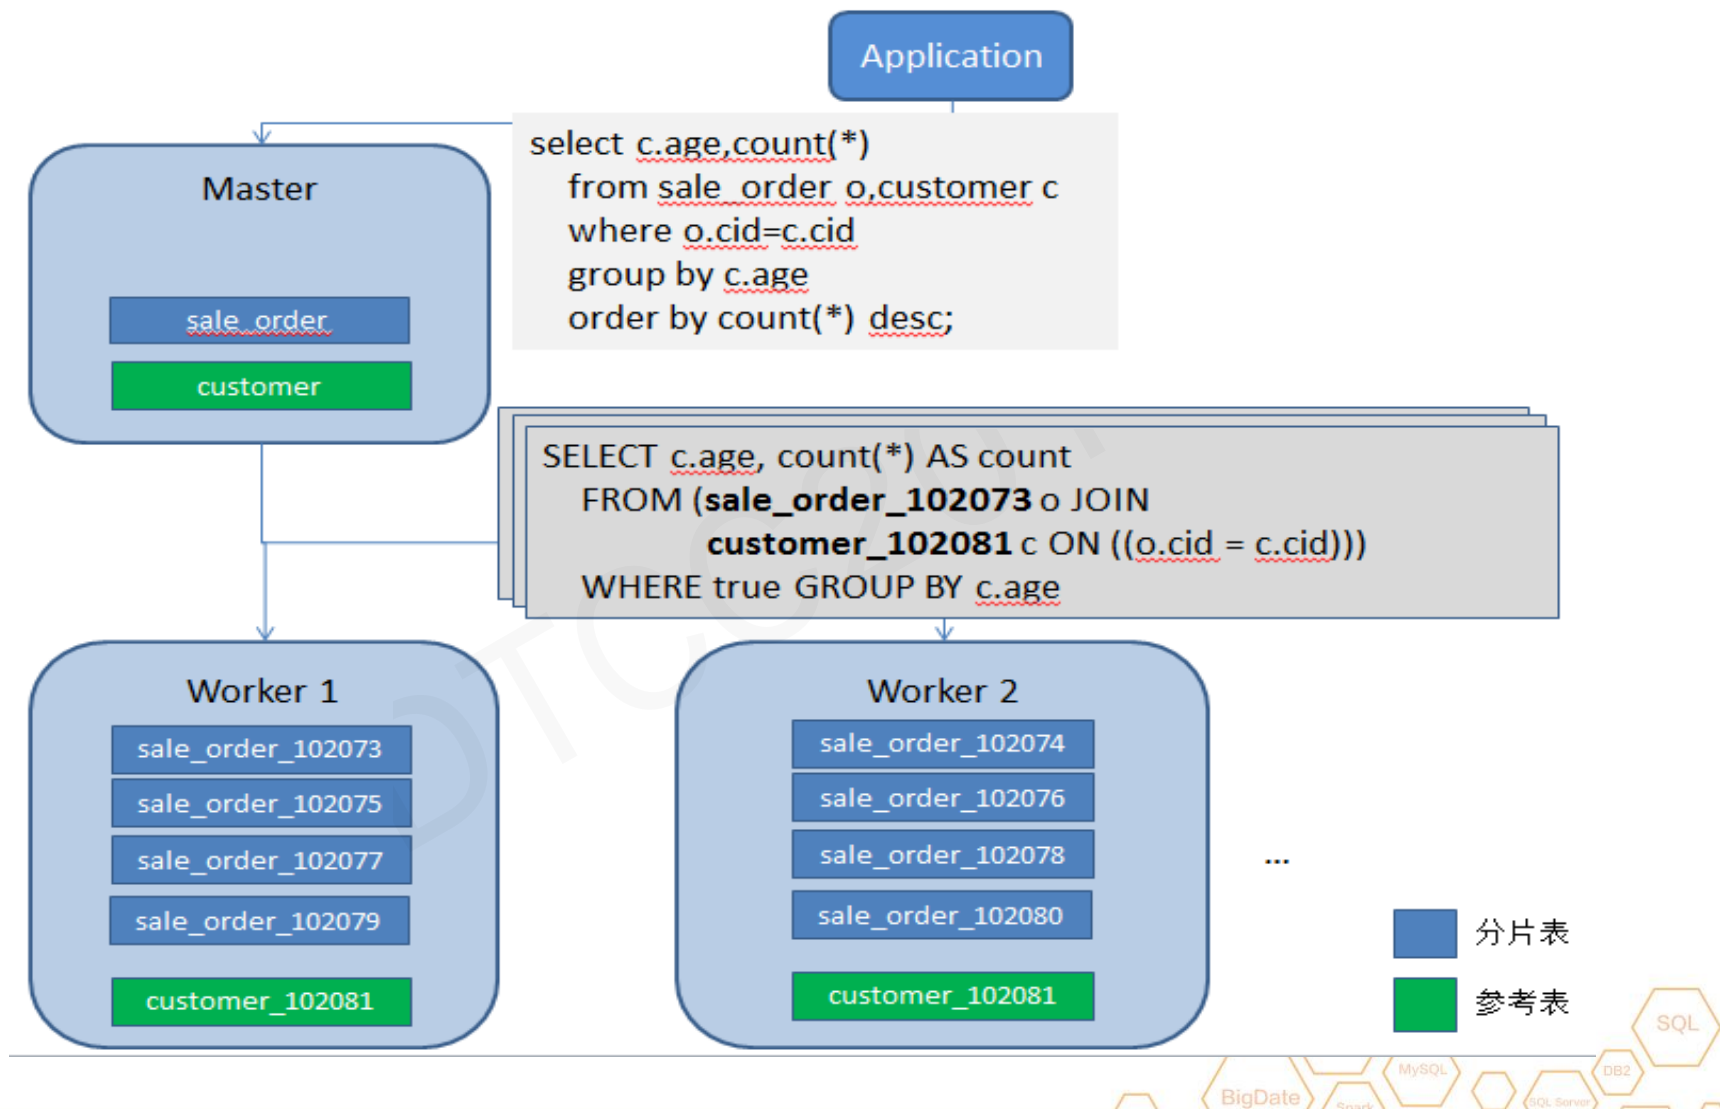 Application
select c.age,count(*)
from sale_order o,customer c
where o.cid=c.cid
group by c.age
order by count(*) desc;
Master
sale_order
customer
SELECT c.age, count(*) AS count
FROM (sale_order_102073 o JOIN
customer_102081 c ON ((o.cid = c.cid)))
WHERE true GROUP BY c.age
Worker 1
sale_order_102073
sale_order_102075
sale_order_102077
sale_order_102079
customer_102081
Worker 2
sale_order_102074
sale_order_102076
sale_order_102078
sale_order_102080
customer_102081
...
分片表
参考表
SQL
DB2
MySQL
BigDate
Spark
SQL Server